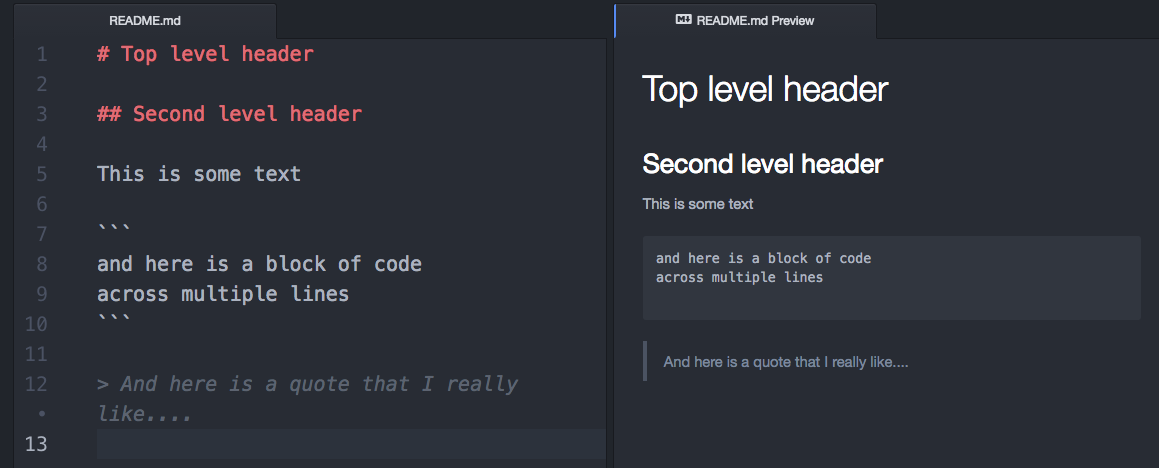 README.md
1 # Top level header
2
3 ## Second level header
4
5 This is some text
6
7 ```
8 and here is a block of code
9 across multiple lines
10 ```
11
12 > And here is a quote that I really
• like....
13
README.md Preview
Top level header
Second level header
This is some text
and here is a block of code
across multiple lines
And here is a quote that I really like....